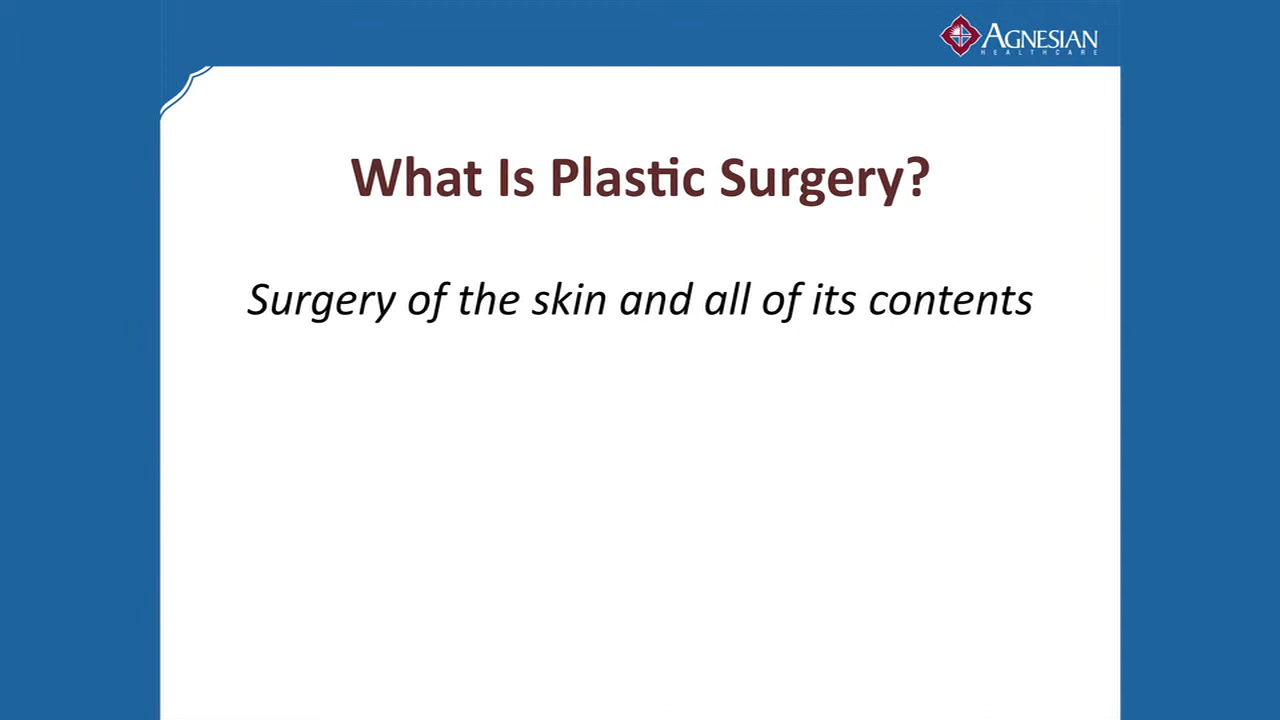 AGNESIAN
HEALTHCARE
What Is Plastic Surgery?
Surgery of the skin and all of its contents